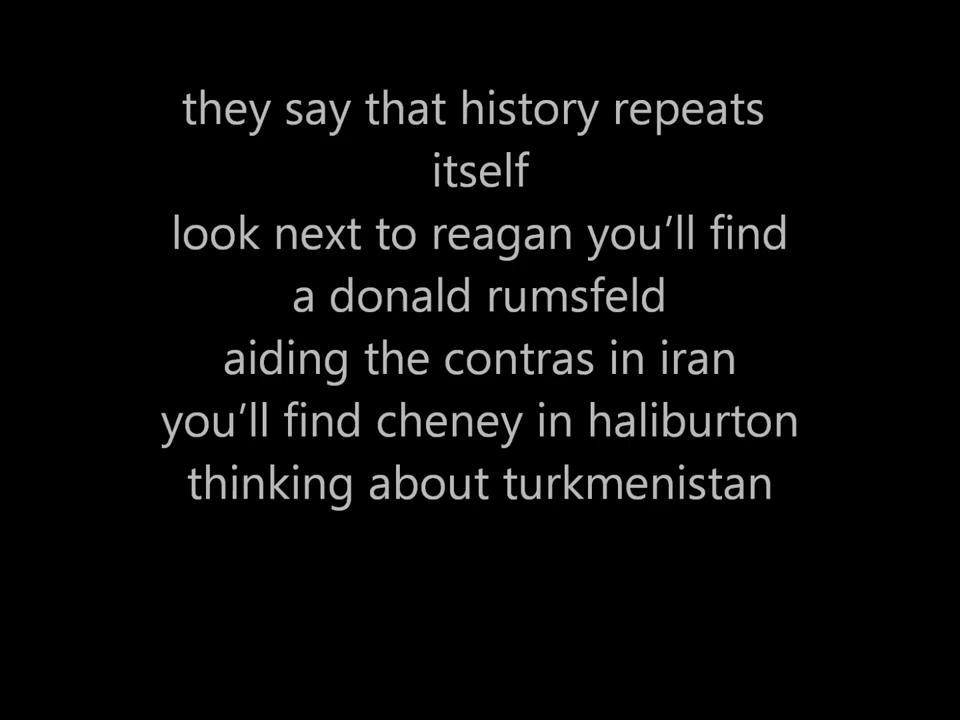 they say that history repeats
itself
look next to reagan you’ll find
a donald rumsfeld
aiding the contras in iran
you’ll find cheney in haliburton
thinking about turkmenistan